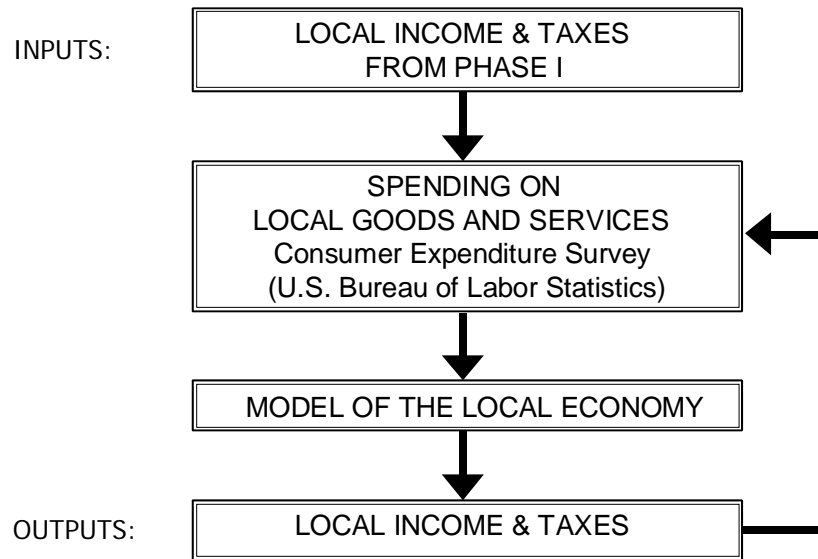 INPUTS:
LOCAL INCOME & TAXES
FROM PHASE I
SPENDING ON
LOCAL GOODS AND SERVICES
Consumer Expenditure Survey
(U.S. Bureau of Labor Statistics)
MODEL OF THE LOCAL ECONOMY
OUTPUTS:
LOCAL INCOME & TAXES